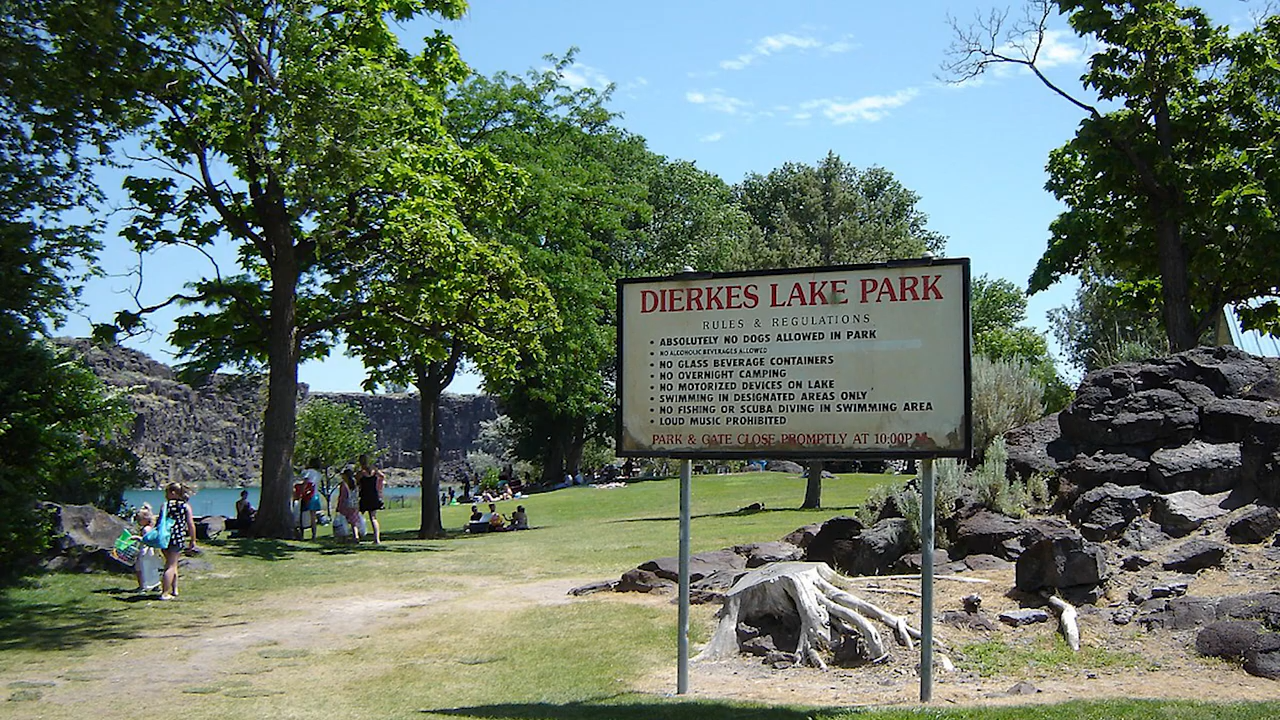 DIERKES LAKE PARK
RULES & REGULATIONS
• ABSOLUTELY NO DOGS ALLOWED IN PARK
• NO ALCOHOLIC BEVERAGES ALLOWED
• NO GLASS BEVERAGE CONTAINERS
• NO OVERNIGHT CAMPING
• NO MOTORIZED DEVICES ON LAKE
• SWIMMING IN DESIGNATED AREAS ONLY
• NO FISHING OR SCUBA DIVING IN SWIMMING AREA
• LOUD MUSIC PROHIBITED
PARK & GATE CLOSE PROMPTLY AT 10:00P.M.